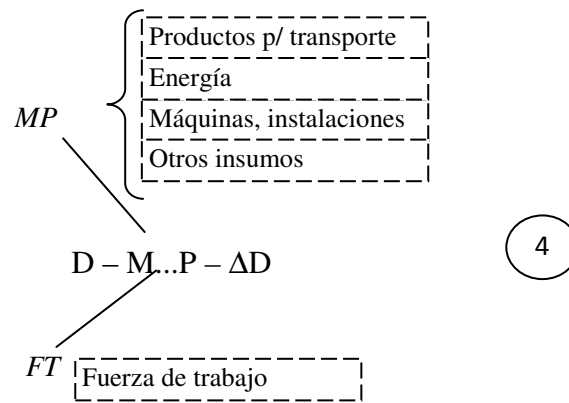 Productos p/ transporte
Energía
MP
Máquinas, instalaciones
Otros insumos
D – M...P – ΔD
4
FT
Fuerza de trabajo